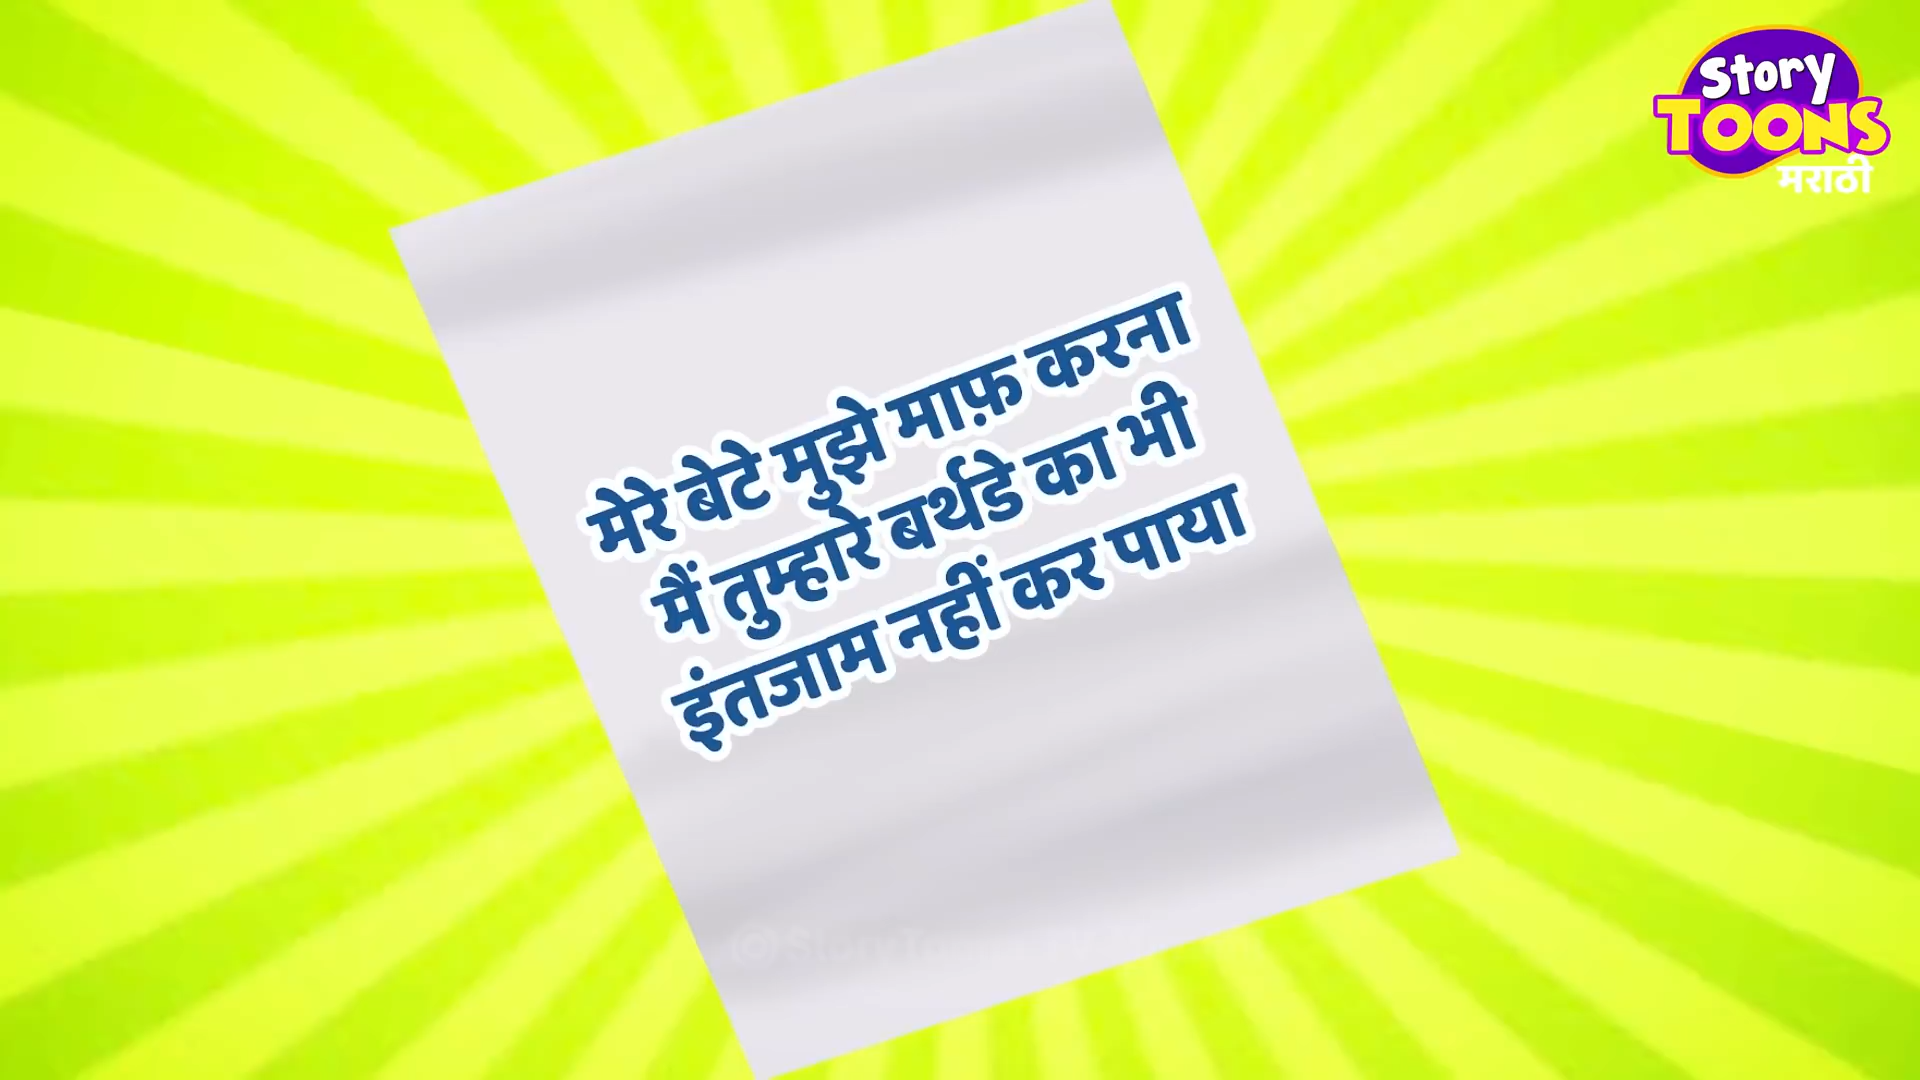 Story
TOONS
मराठी
मेरे बेटे मुझे माफ़ करना
मैं तुम्हारे बर्थडे का भी
इंतजाम नहीं कर पाया